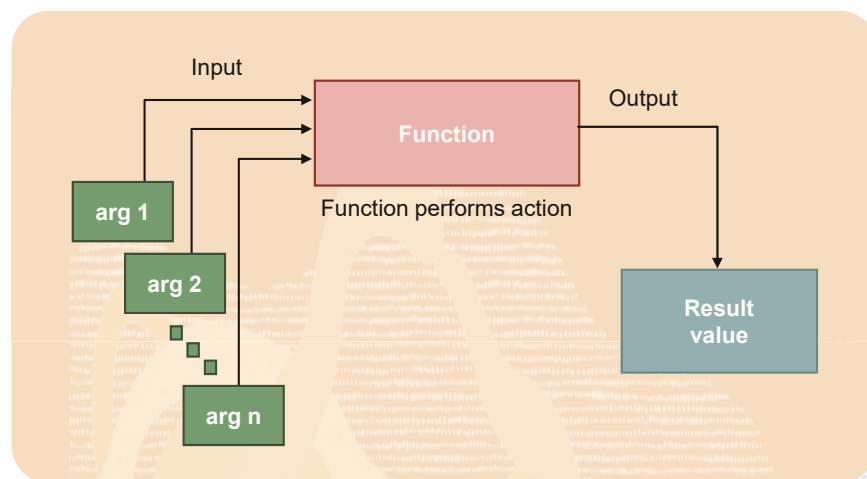 Input
Function
Output
Function performs action
arg 1
arg 2
arg n
Result
value